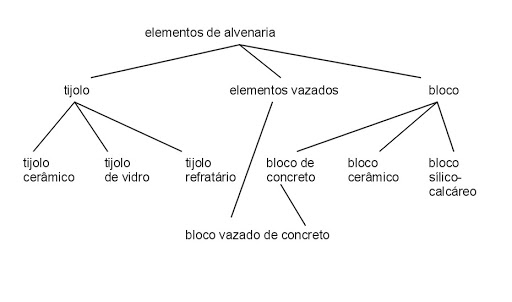 elementos de alvenaria
tijolo
elementos vazados
bloco
tijolo
cerâmico
tijolo
de vidro
tijolo
refratário
bloco de
concreto
bloco
cerâmico
bloco
sílico-
calcáreo
bloco vazado de concreto